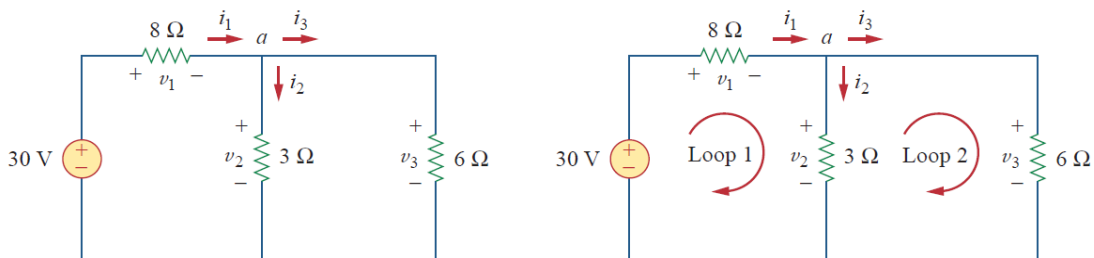 8 Ω i₁ a i₃
+ v₁ − i₂
30 V + − + v₂ − 3 Ω + v₃ − 6 Ω
8 Ω i₁ a i₃
+ v₁ − i₂
30 V + − Loop 1 + v₂ − 3 Ω Loop 2 + v₃ − 6 Ω